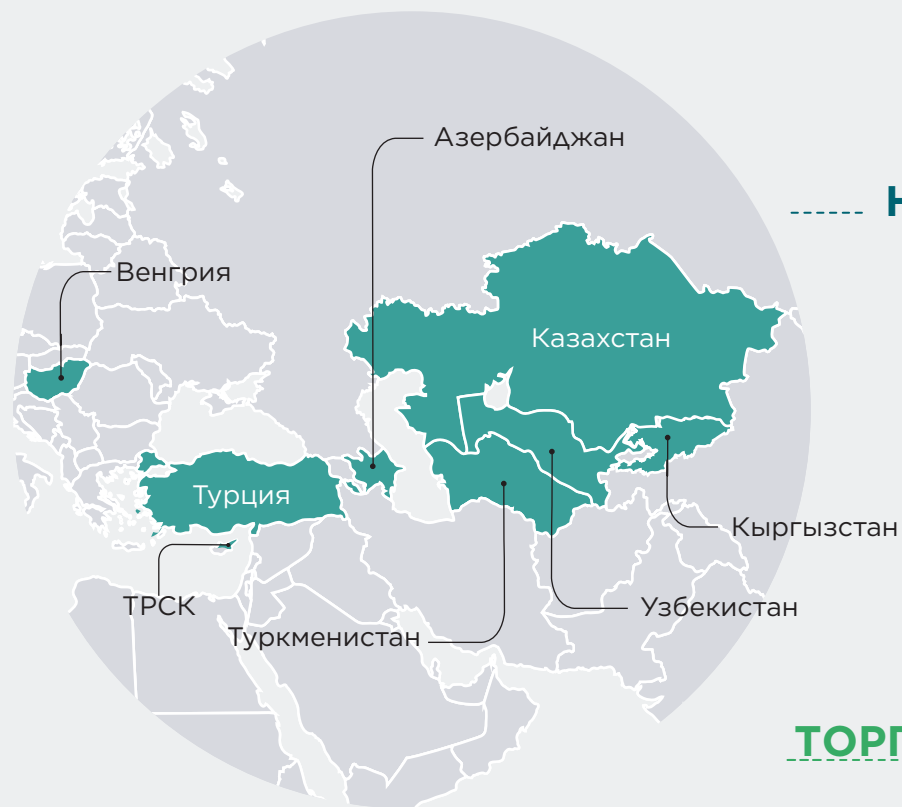 Азербайджан
Н
Венгрия
Казахстан
Турция
Кыргызстан
ТРСК
Узбекистан
Туркменистан